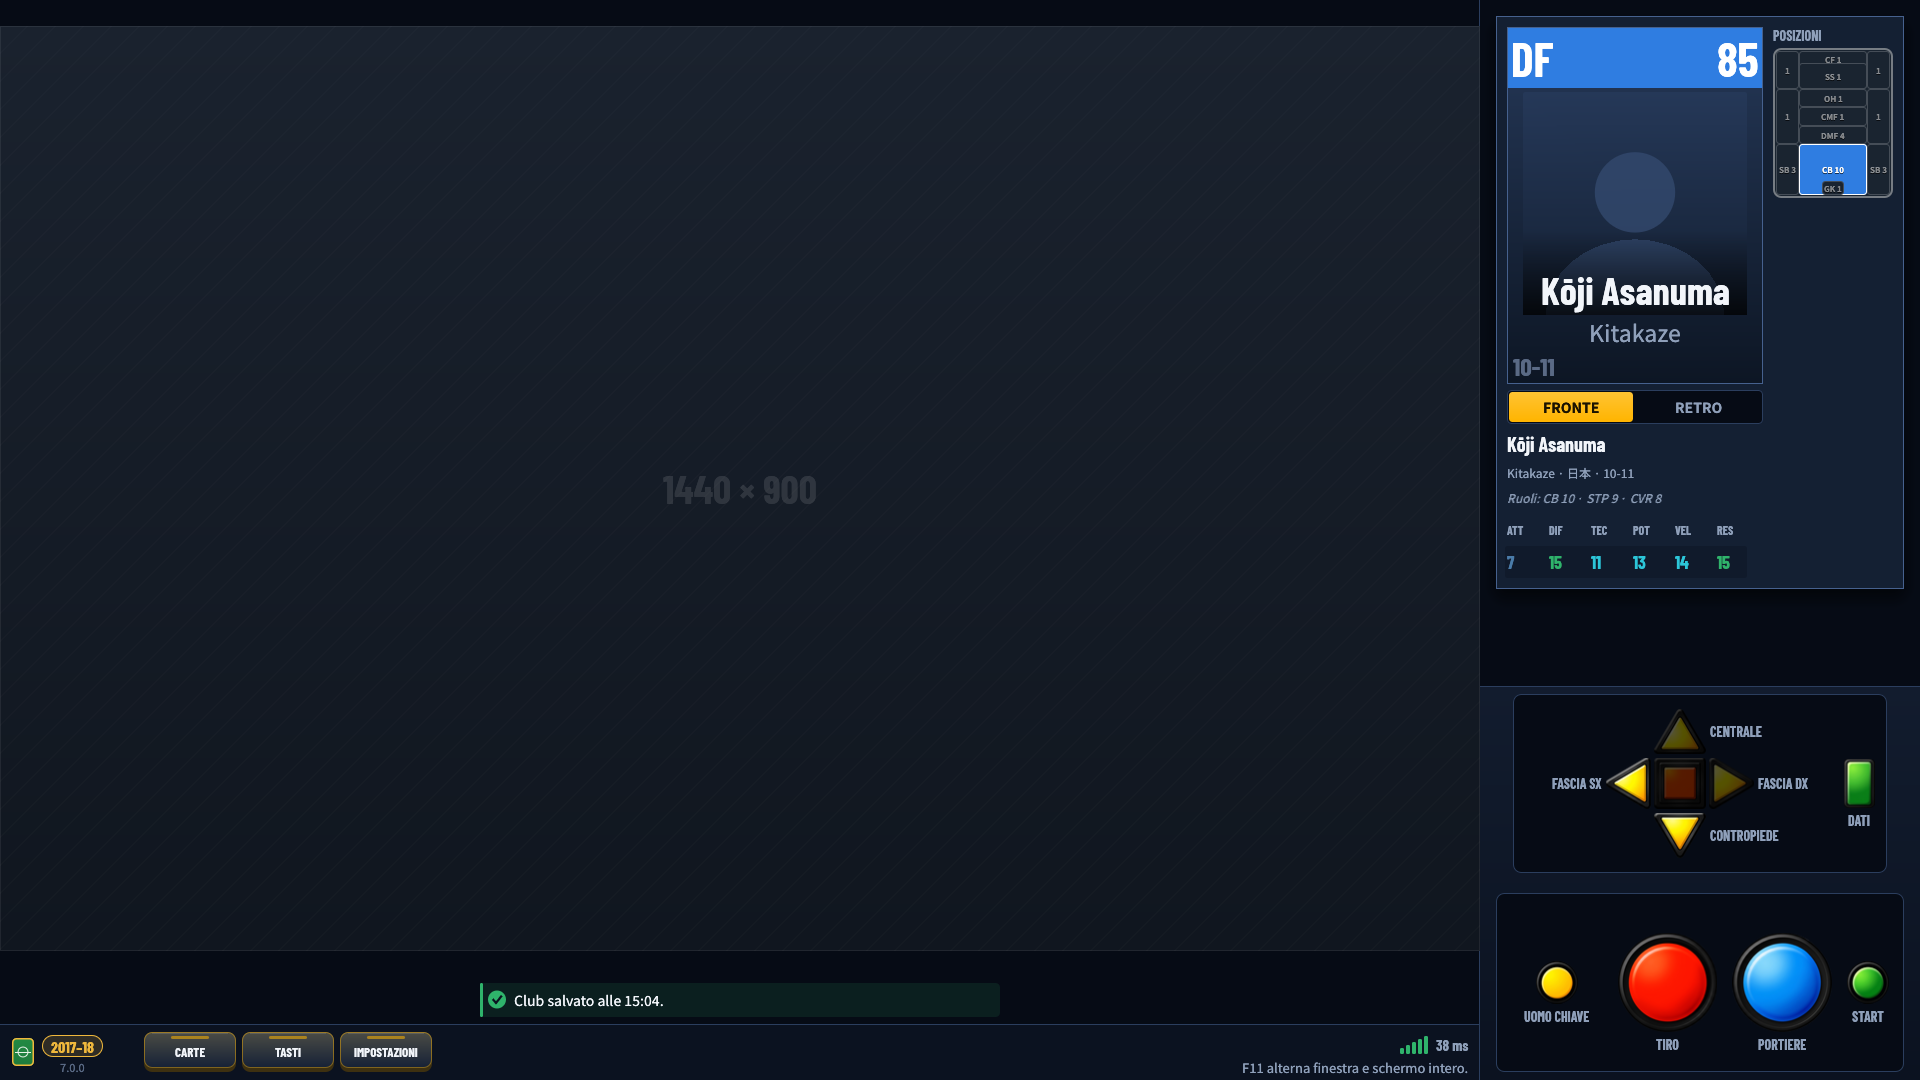 1440 × 900
DF 85
Kōji Asanuma
Kitakaze
10-11
POSIZIONI
CF 1
1 SS 1 1
OH 1
1 CMF 1 1
DMF 4
SB 3 CB 10 SB 3
GK 1
FRONTE RETRO
Kōji Asanuma
Kitakaze · 日本 · 10-11
Ruoli: CB 10 · STP 9 · CVR 8
ATT DIF TEC POT VEL RES
7 15 11 13 14 15
CENTRALE
FASCIA SX FASCIA DX
CONTROPIEDE
DATI
UOMO CHIAVE
TIRO
PORTIERE
START
Club salvato alle 15:04.
2017-18
7.0.0
CARTE TASTI IMPOSTAZIONI
38 ms
F11 alterna finestra e schermo intero.